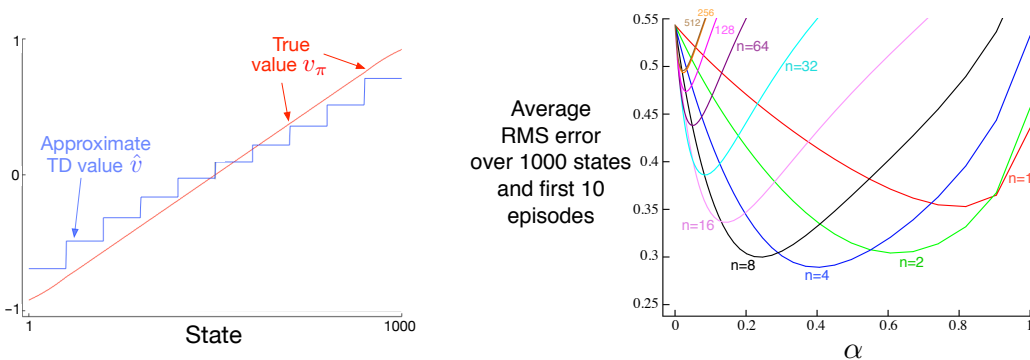 1
0
−1
True
value vπ
Approximate
TD value v̂
1
1000
State
Average
RMS error
over 1000 states
and first 10
episodes
0.55
0.5
0.45
0.4
0.35
0.3
0.25
256
512
128
n=64
n=32
n=16
n=8
n=4
n=2
n=1
0
0.2
0.4
0.6
0.8
1
α